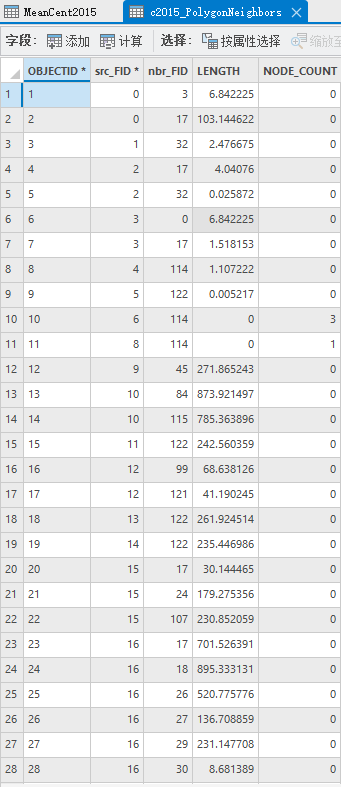 MeanCent2015 c2015_PolygonNeighbors
字段: 添加 计算 选择: 按属性选择 缩放至
OBJECTID * src_FID * nbr_FID LENGTH NODE_COUNT
1 1 0 3 6.842225 0
2 2 0 17 103.144622 0
3 3 1 32 2.476675 0
4 4 2 17 4.04076 0
5 5 2 32 0.025872 0
6 6 3 0 6.842225 0
7 7 3 17 1.518153 0
8 8 4 114 1.107222 0
9 9 5 122 0.005217 0
10 10 6 114 0 3
11 11 8 114 0 1
12 12 9 45 271.865243 0
13 13 10 84 873.921497 0
14 14 10 115 785.363896 0
15 15 11 122 242.560359 0
16 16 12 99 68.638126 0
17 17 12 121 41.190245 0
18 18 13 122 261.924514 0
19 19 14 122 235.446986 0
20 20 15 17 30.144465 0
21 21 15 24 179.275356 0
22 22 15 107 230.852059 0
23 23 16 17 701.526391 0
24 24 16 18 895.333131 0
25 25 16 26 520.775776 0
26 26 16 27 136.708859 0
27 27 16 29 231.147708 0
28 28 16 30 8.681389 0